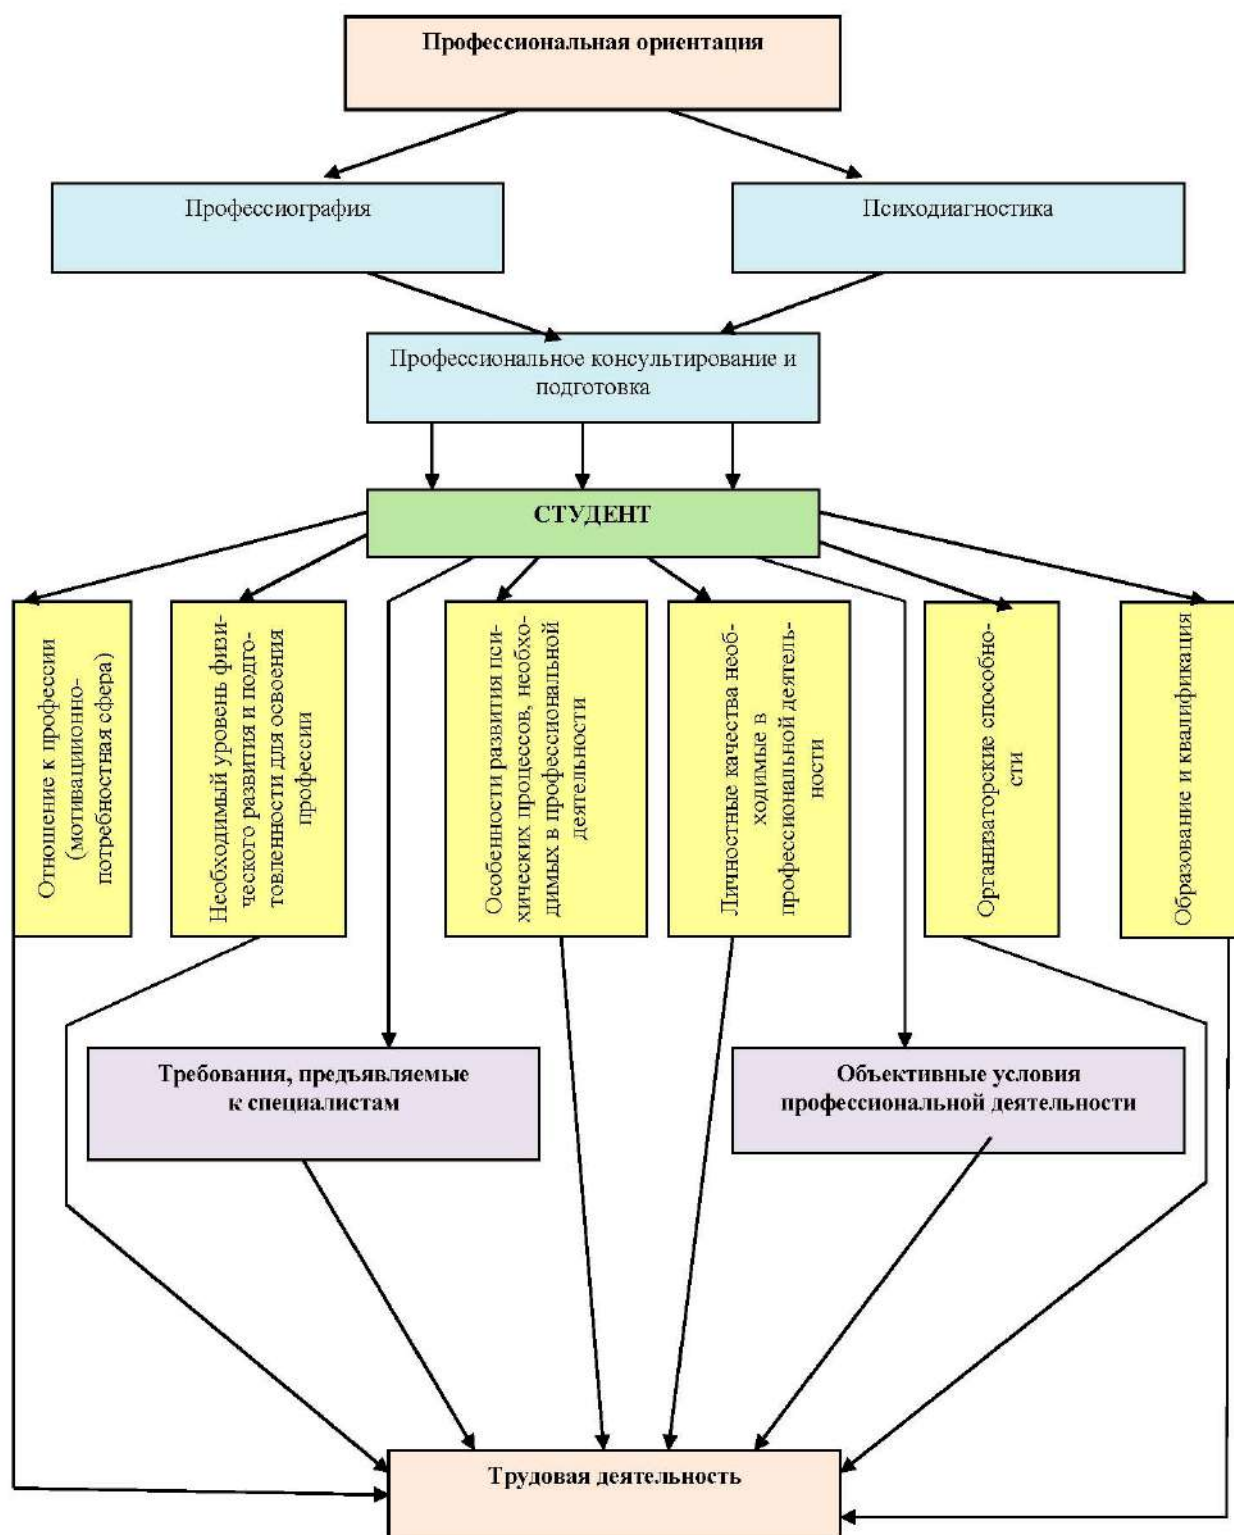 Профессиональная ориентация
Профессиография
Психодиагностика
Профессиональное консультирование и
подготовка
СТУДЕНТ
Отношение к профессии
(мотивационно-
потребностная сфера)
Необходимый уровень физи-
ческого развития и подго-
товленности для освоения
профессии
Особенности развития пси-
хических процессов, необхо-
димых в профессиональной
деятельности
Личностные качества необ-
ходимые в
профессиональной деятель-
ности
Организаторские способно-
сти
Образование и квалификация
Требования, предъявляемые
к специалистам
Объективные условия
профессиональной деятельности
Трудовая деятельность